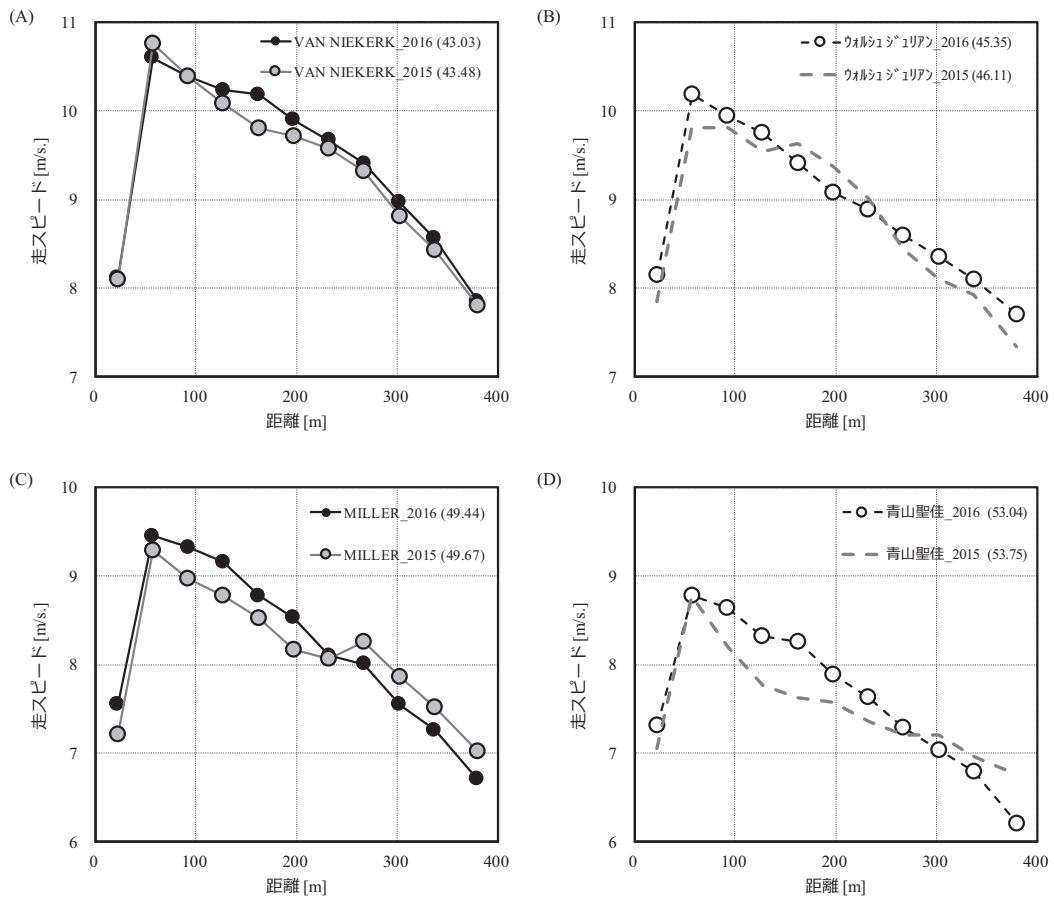 (A)
11
10
9
8
7
走スピード [m/s.]
VAN NIEKERK_2016 (43.03)
VAN NIEKERK_2015 (43.48)
0 100 200 300 400
距離 [m]
(B)
11
10
9
8
7
走スピード [m/s.]
ｳｫﾙｼｭ ｼﾞｭﾘｱﾝ_2016 (45.35)
ｳｫﾙｼｭ ｼﾞｭﾘｱﾝ_2015 (46.11)
0 100 200 300 400
距離 [m]
(C)
10
9
8
7
6
走スピード [m/s.]
MILLER_2016 (49.44)
MILLER_2015 (49.67)
0 100 200 300 400
距離 [m]
(D)
10
9
8
7
6
走スピード [m/s.]
青山聖佳_2016 (53.04)
青山聖佳_2015 (53.75)
0 100 200 300 400
距離 [m]